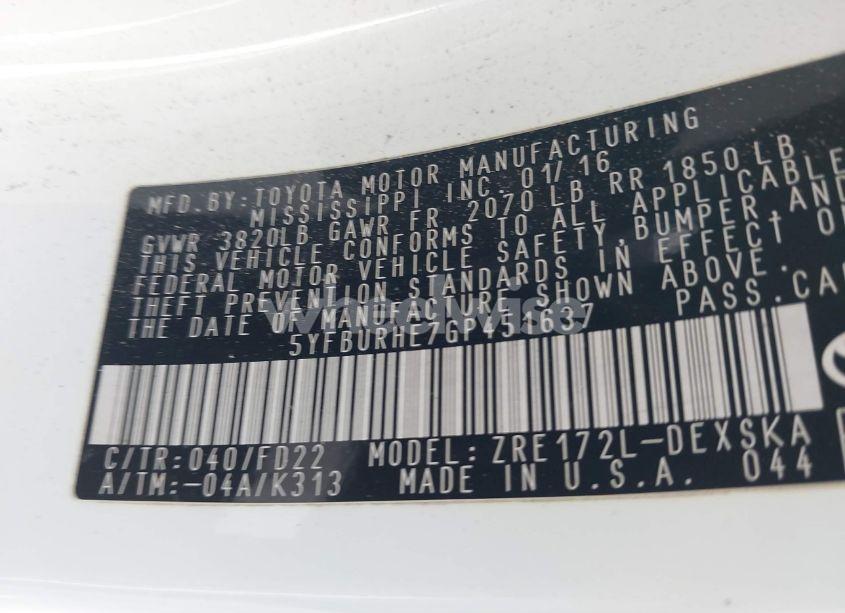 MFD.BY:TOYOTA MOTOR MANUFACTURING
MISSISSIPPI INC. 01/16
GVWR 3820LB GAWR FR 2070 LB RR 1850 LB
THIS VEHICLE CONFORMS TO ALL APPLICABLE
FEDERAL MOTOR VEHICLE SAFETY, BUMPER AND
THEFT PREVENTION STANDARDS IN EFFECT
THE DATE OF MANUFACTURE SHOWN ABOVE.
5YFBURHE7GP451637 PASS.
C/TR:040/FD22 MODEL: ZRE172L-DEXSKA
A/TM:-04A/K313 MADE IN U.S.A. 044